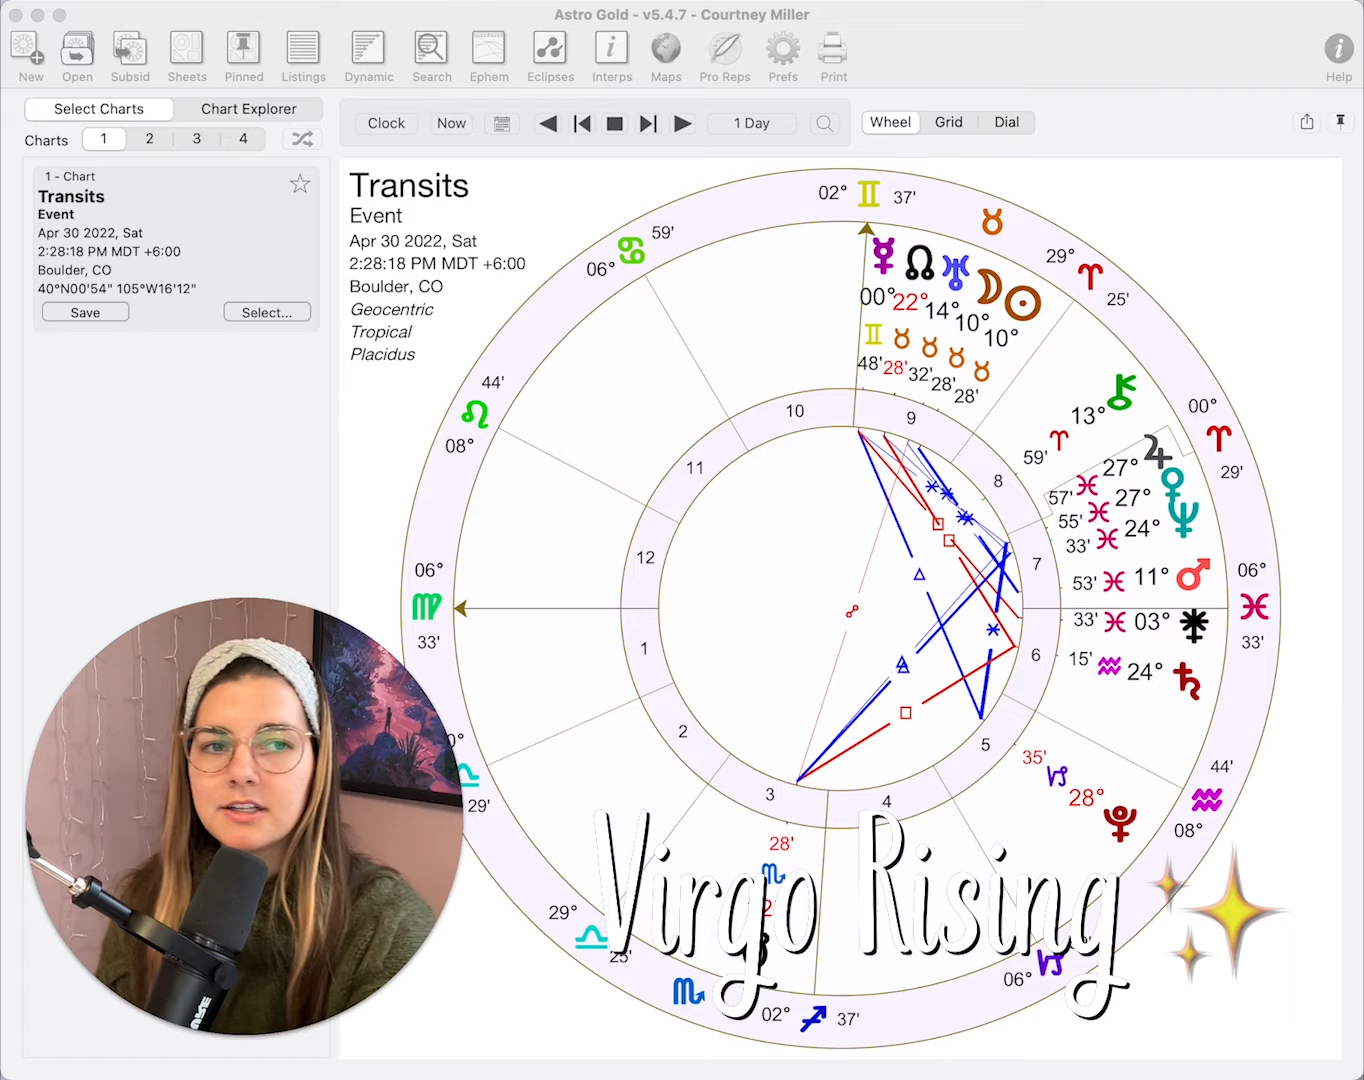 Astro Gold - v5.4.7 - Courtney Miller
New Open Subsid Sheets Pinned Listings Dynamic Search Ephem Eclipses Interps Maps Pro Reps Prefs Print Help
Select Charts Chart Explorer
Clock Now 1 Day Wheel Grid Dial
Charts 1 2 3 4
1 - Chart
Transits
Event
Apr 30 2022, Sat
2:28:18 PM MDT +6:00
Boulder, CO
40°N00'54" 105°W16'12"
Save Select...
Transits
Event
Apr 30 2022, Sat
2:28:18 PM MDT +6:00
Boulder, CO
Geocentric
Tropical
Placidus
02° ♊ 37'
♉
29° ♈ 25'
06° ♋ 59'
44' ♌ 08°
06° ♍ 33'
29'
29° ♎ 25'
♏
02° ♐ 37'
06° ♑
44' ♒ 08°
06° ♓ 33'
00° ♈ 29'
☿ 00° ♊ 48'
☊ 22° ♉ 28'
♅ 14° ♉ 32'
☽ 10° ♉ 28'
☉ 10° ♉ 28'
⚷ 13° ♈ 59'
♃ 27° ♓ 57'
♀ 27° ♓ 55'
♆ 24° ♓ 33'
♂ 11° ♓ 53'
⚵ 03° ♓ 33'
♄ 24° ♒ 15'
♇ 28° ♑ 35'
28' ♏
10 9
11 8
12 7
1 6
2 5
3 4
Virgo Rising
SHURE